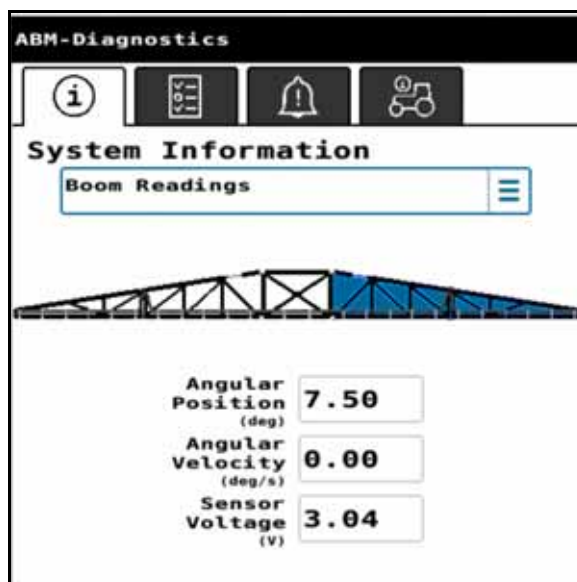 ABM-Diagnostics
System Information
Boom Readings
Angular
Position
(deg)
7.50
Angular
Velocity
(deg/s)
0.00
Sensor
Voltage
(V)
3.04